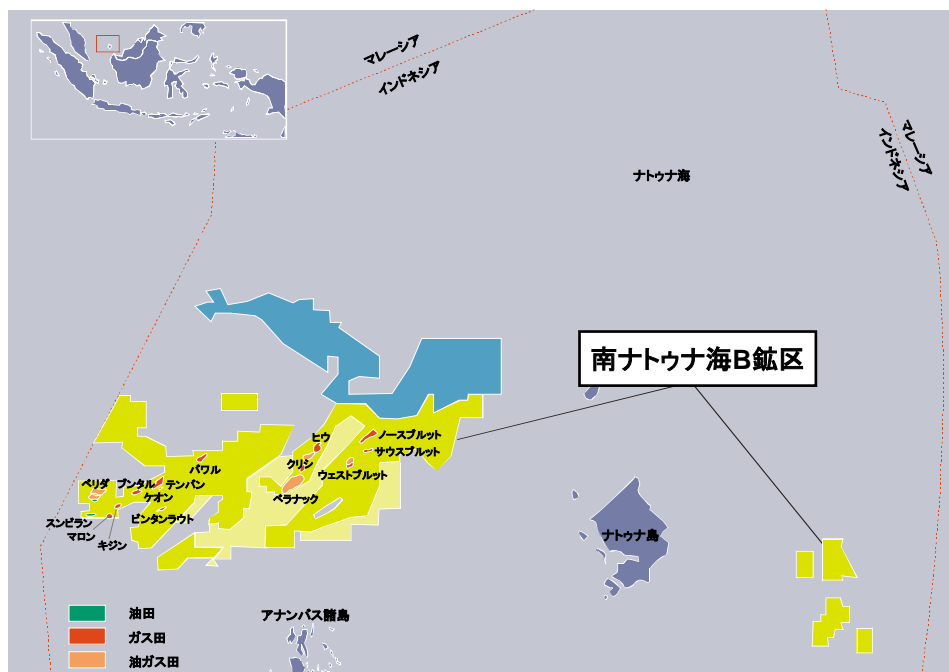 マレーシア
インドネシア
マレーシア
インドネシア
ナトゥナ海
南ナトゥナ海B鉱区
ヒウ
ノースブルット
サウスブルット
クリシ
ウェストブルット
ペラナック
パワル
ベリダ
ブンタル
テンバン
ケオン
ビンタンラウト
スンビラン
マロン
キジン
ナトゥナ島
アナンバス諸島
油田
ガス田
油ガス田